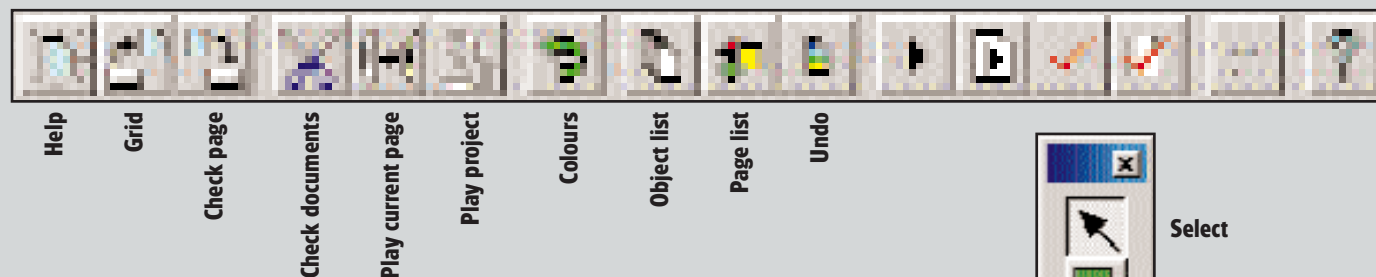 Help
Grid
Check page
Check documents
Play current page
Play project
Colours
Object list
Page list
Undo
Select